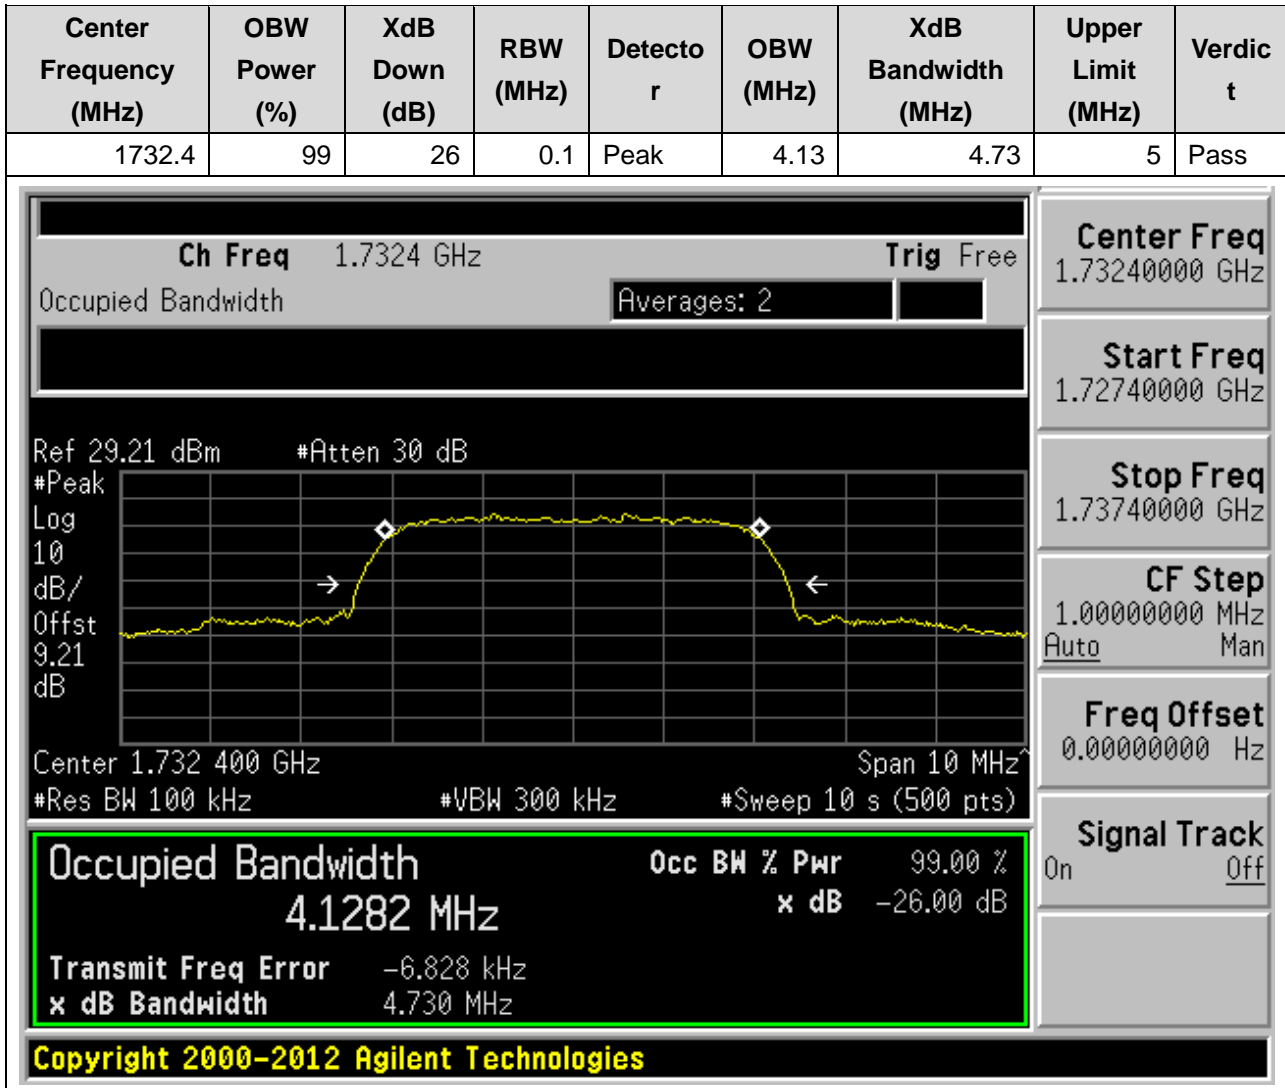 Center Frequency (MHz) OBW Power (%) XdB Down (dB) RBW (MHz) Detector OBW (MHz) XdB Bandwidth (MHz) Upper Limit (MHz) Verdict
1732.4 99 26 0.1 Peak 4.13 4.73 5 Pass
Ch Freq 1.7324 GHz Trig Free
Occupied Bandwidth Averages: 2
Ref 29.21 dBm #Atten 30 dB
#Peak
Log
10
dB/
Offst
9.21
dB
Center 1.732 400 GHz Span 10 MHz^
#Res BW 100 kHz #VBW 300 kHz #Sweep 10 s (500 pts)
Occupied Bandwidth Occ BW % Pwr 99.00 %
4.1282 MHz x dB -26.00 dB
Transmit Freq Error -6.828 kHz
x dB Bandwidth 4.730 MHz
Copyright 2000-2012 Agilent Technologies
Center Freq
1.73240000 GHz
Start Freq
1.72740000 GHz
Stop Freq
1.73740000 GHz
CF Step
1.00000000 MHz
Auto Man
Freq Offset
0.00000000 Hz
Signal Track
On Off